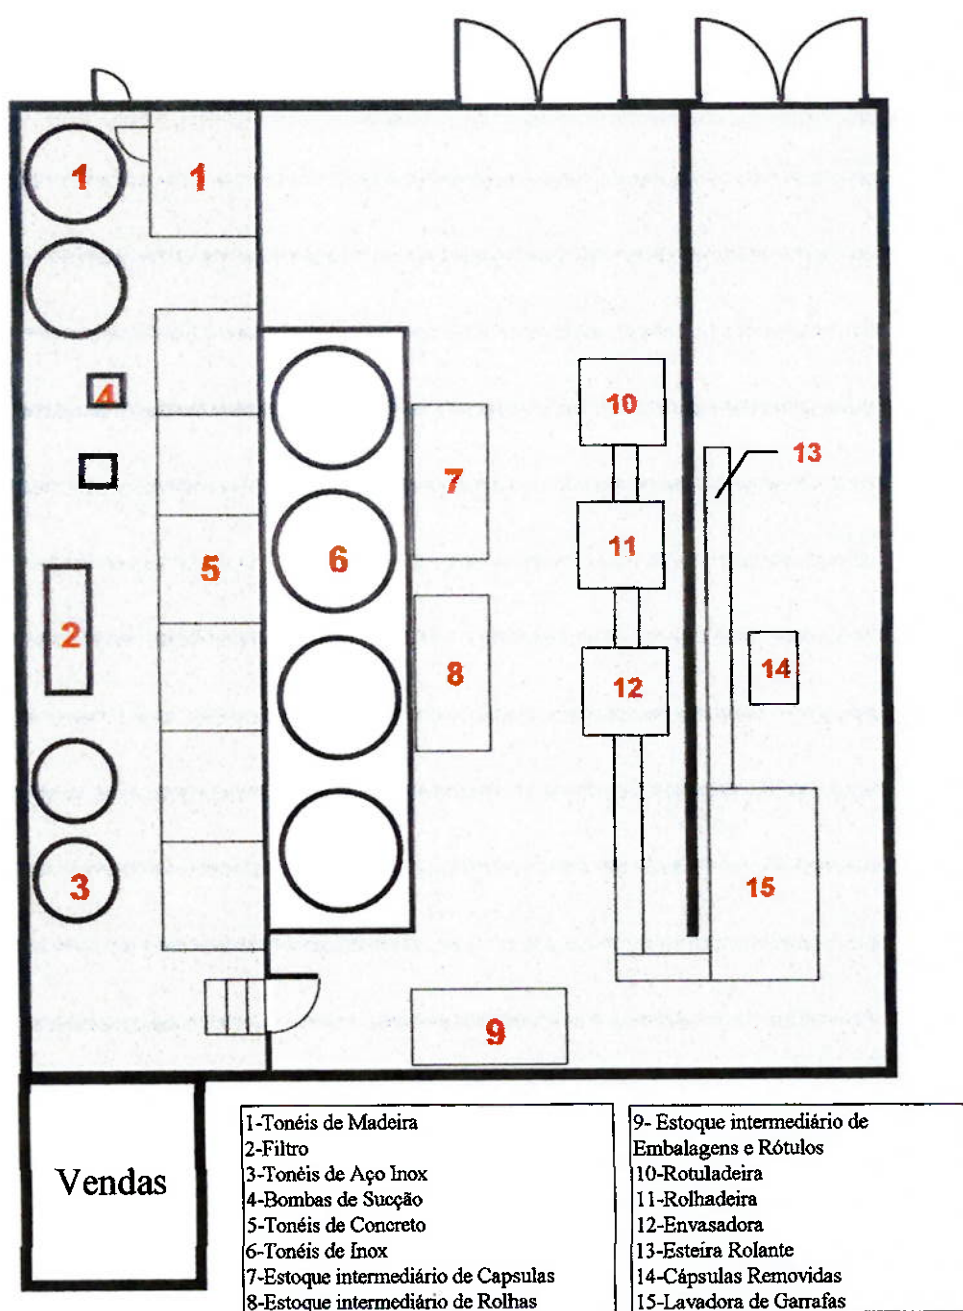 1
1
4
10
13
7
11
6
5
2
14
8
12
3
15
9
Vendas
1-Tonéis de Madeira
2-Filtro
3-Tonéis de Aço Inox
4-Bombas de Sucção
5-Tonéis de Concreto
6-Tonéis de Inox
7-Estoque intermediário de Capsulas
8-Estoque intermediário de Rolhas
9- Estoque intermediário de
Embalagens e Rótulos
10-Rotuladeira
11-Rolhadeira
12-Envasadora
13-Esteira Rolante
14-Cápsulas Removidas
15-Lavadora de Garrafas